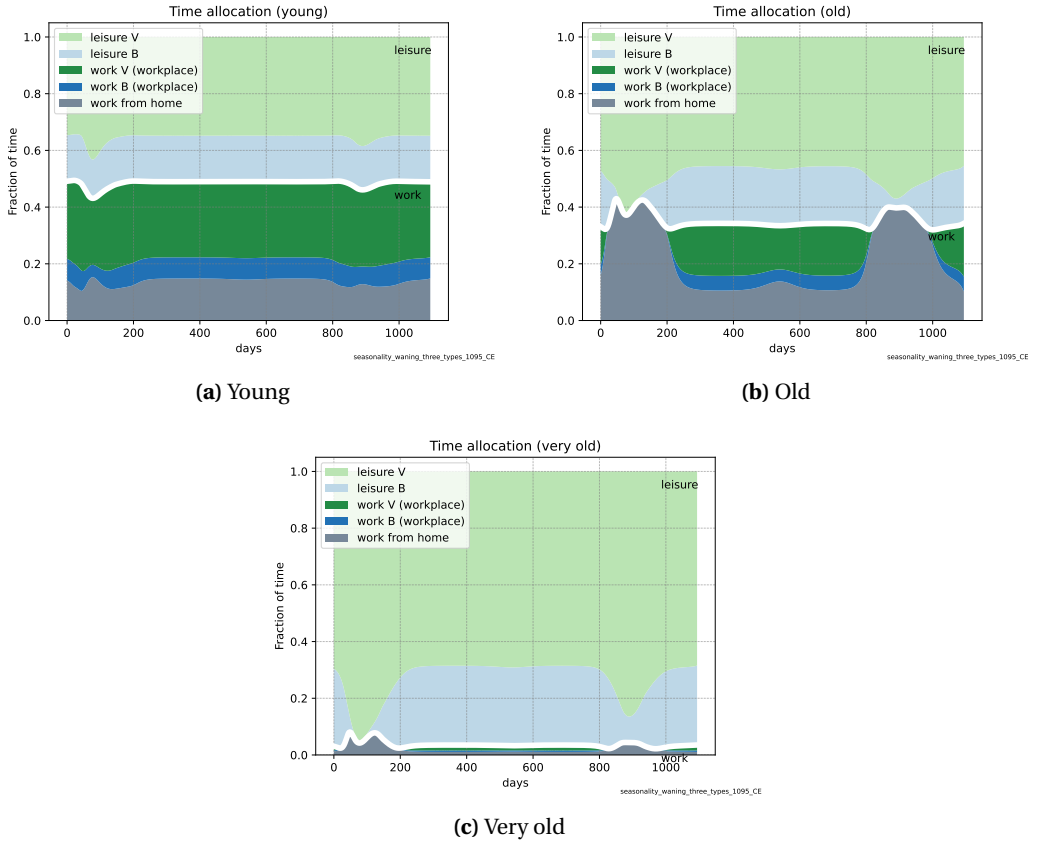 Time allocation (young)
1.0
0.8
0.6
0.4
0.2
0.0
Fraction of time
leisure V
leisure B
work V (workplace)
work B (workplace)
work from home
leisure
work
0 200 400 600 800 1000
days
seasonality_waning_three_types_1095_CE
(a) Young
Time allocation (old)
1.0
0.8
0.6
0.4
0.2
0.0
Fraction of time
leisure V
leisure B
work V (workplace)
work B (workplace)
work from home
leisure
work
0 200 400 600 800 1000
days
seasonality_waning_three_types_1095_CE
(b) Old
Time allocation (very old)
1.0
0.8
0.6
0.4
0.2
0.0
Fraction of time
leisure V
leisure B
work V (workplace)
work B (workplace)
work from home
leisure
work
0 200 400 600 800 1000
days
seasonality_waning_three_types_1095_CE
(c) Very old